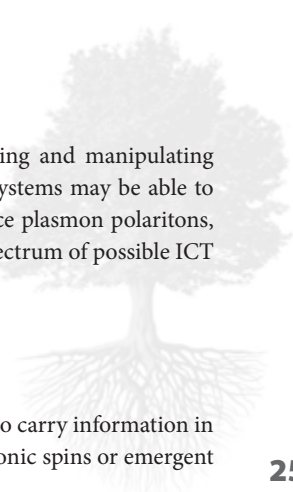 ing and manipulating
ystems may be able to
ce plasmon polaritons,
ectrum of possible ICT
o carry information in
onic spins or emergent
25